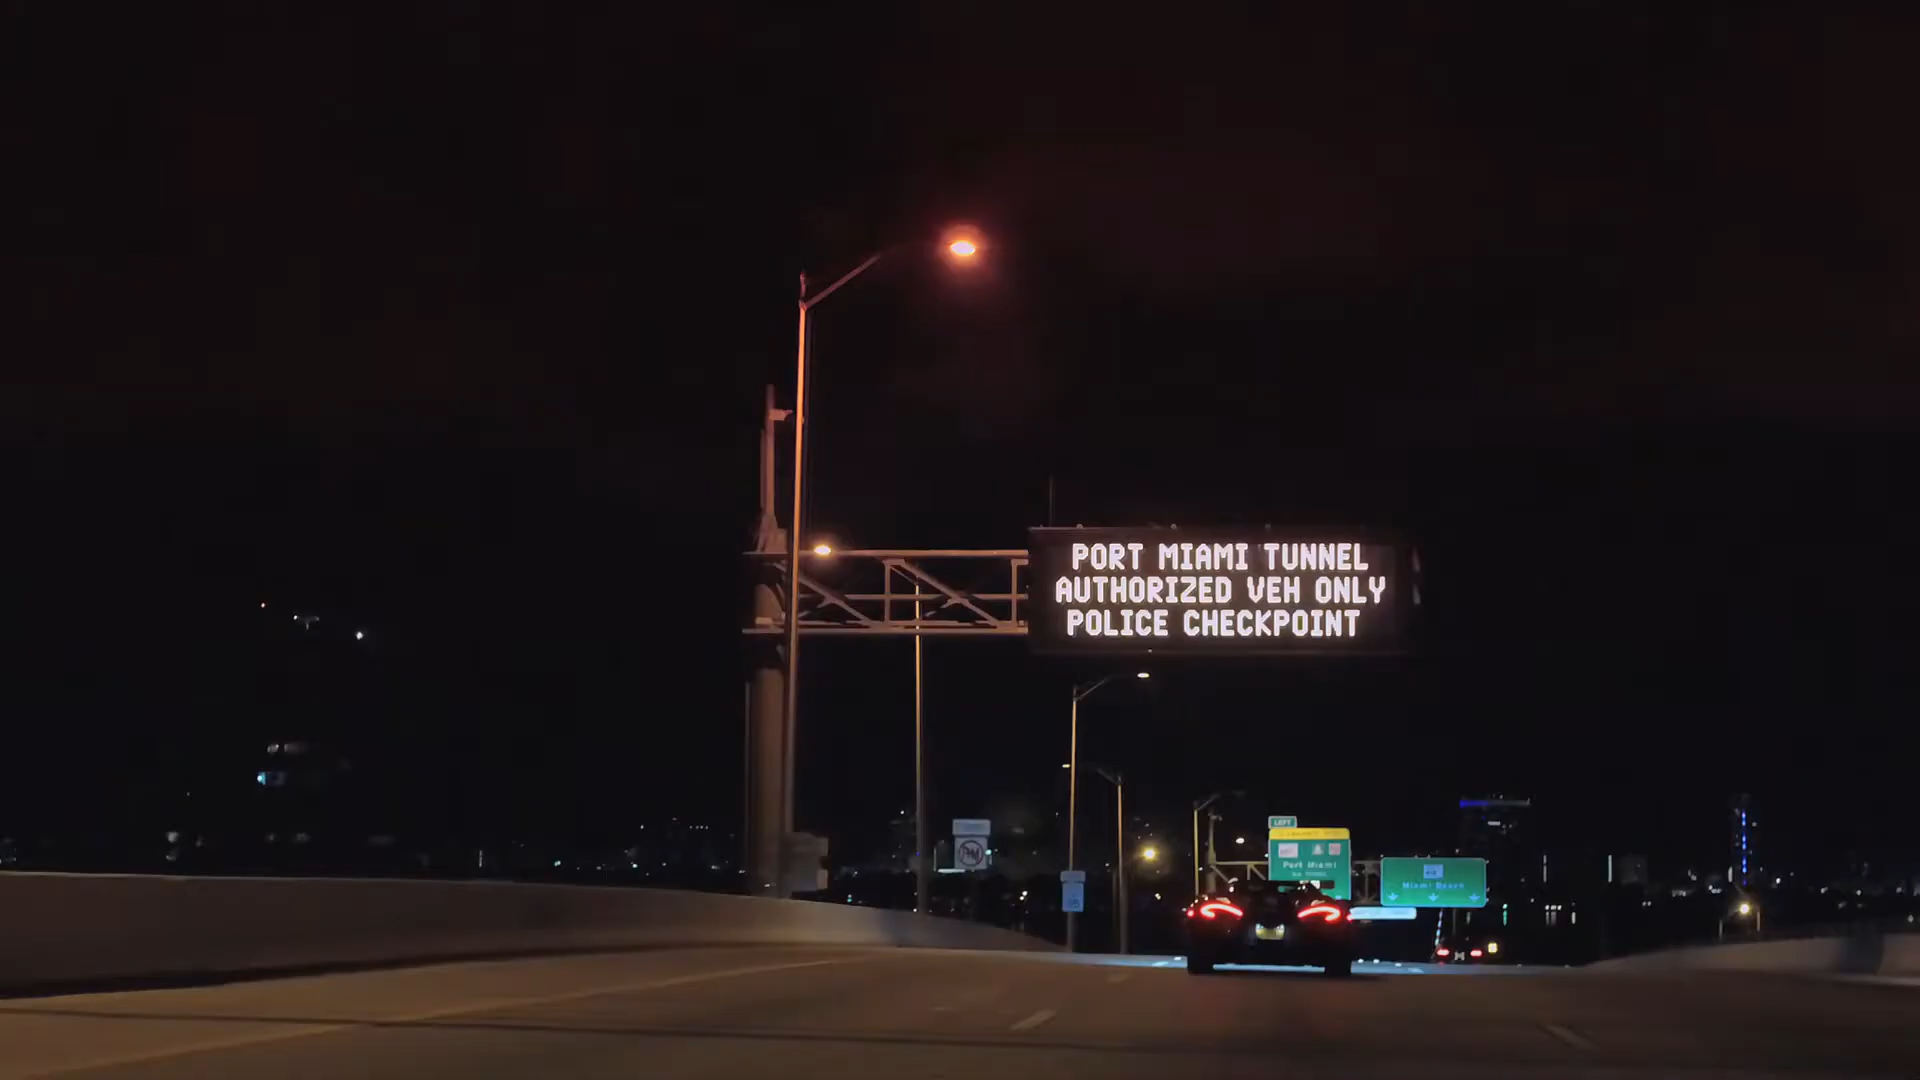 PORT MIAMI TUNNEL
AUTHORIZED VEH ONLY
POLICE CHECKPOINT
LEFT
Port Miami
Miami Beach